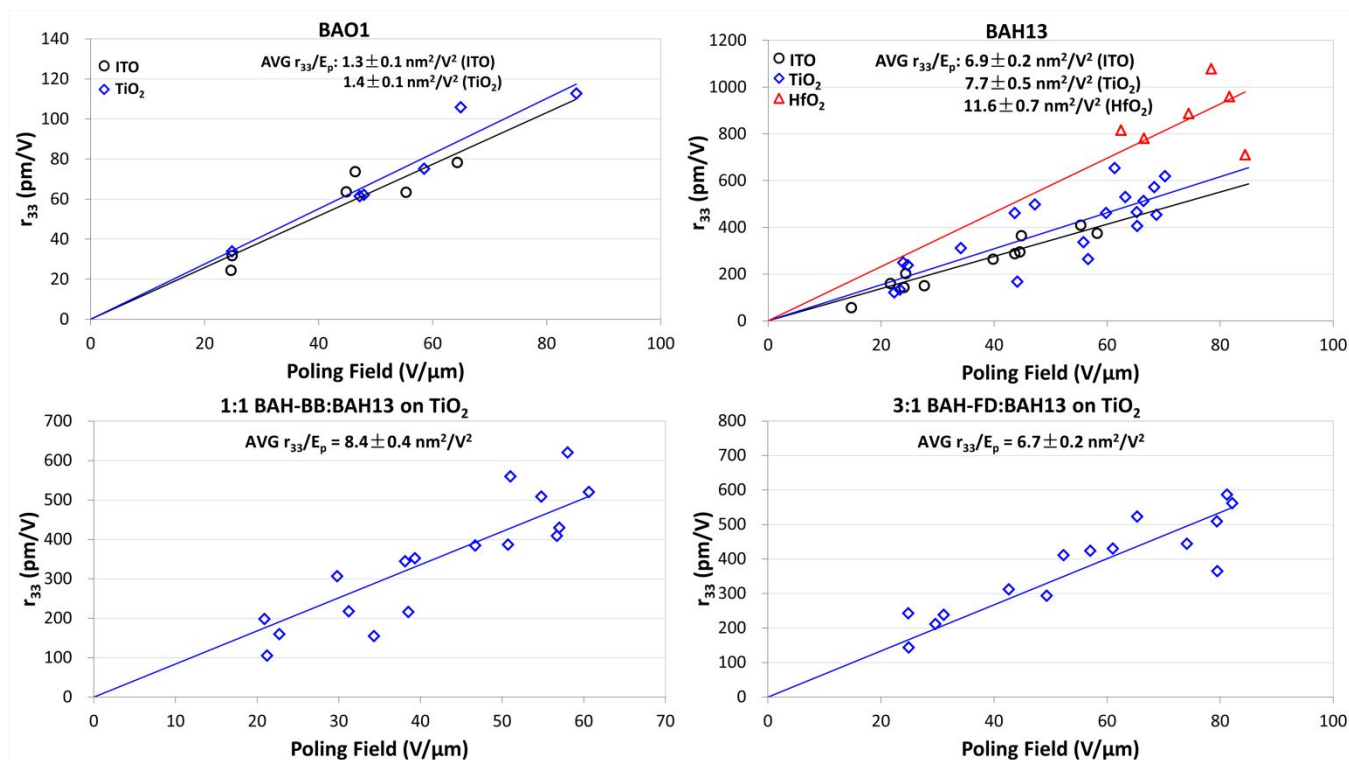 BAO1
140
120
100
80
60
40
20
0
r₃₃ (pm/V)
ITO
TiO₂
AVG r₃₃/Eₚ: 1.3±0.1 nm²/V² (ITO)
1.4±0.1 nm²/V² (TiO₂)
0 20 40 60 80 100
Poling Field (V/μm)
BAH13
1200
1000
800
600
400
200
0
r₃₃ (pm/V)
ITO
TiO₂
HfO₂
AVG r₃₃/Eₚ: 6.9±0.2 nm²/V² (ITO)
7.7±0.5 nm²/V² (TiO₂)
11.6±0.7 nm²/V² (HfO₂)
0 20 40 60 80 100
Poling Field (V/μm)
1:1 BAH-BB:BAH13 on TiO₂
700
600
500
400
300
200
100
0
r₃₃ (pm/V)
AVG r₃₃/Eₚ = 8.4±0.4 nm²/V²
0 10 20 30 40 50 60 70
Poling Field (V/μm)
3:1 BAH-FD:BAH13 on TiO₂
800
700
600
500
400
300
200
100
0
r₃₃ (pm/V)
AVG r₃₃/Eₚ = 6.7±0.2 nm²/V²
0 20 40 60 80 100
Poling Field (V/μm)